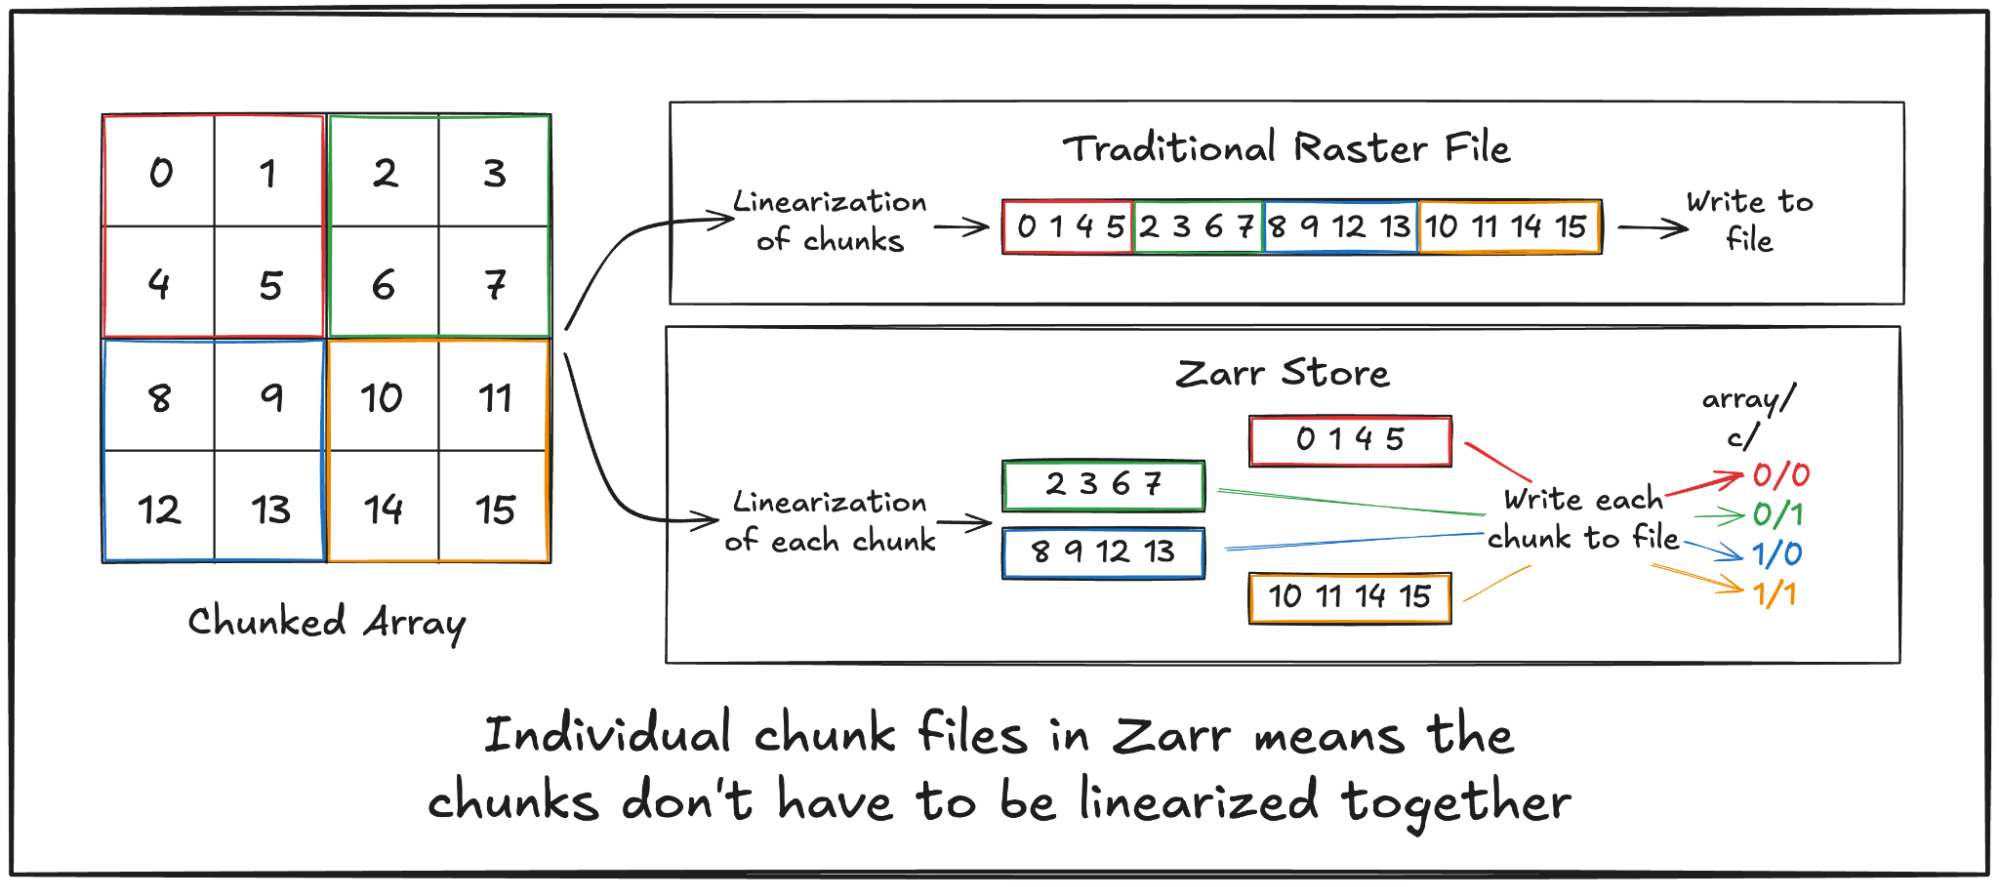 0 1 2 3
4 5 6 7
8 9 10 11
12 13 14 15
Chunked Array
Traditional Raster File
Linearization
of chunks
0 1 4 5 2 3 6 7 8 9 12 13 10 11 14 15
Write to
file
Zarr Store
Linearization
of each chunk
0 1 4 5
2 3 6 7
8 9 12 13
10 11 14 15
Write each
chunk to file
array/
c/
0/0
0/1
1/0
1/1
Individual chunk files in Zarr means the
chunks don't have to be linearized together